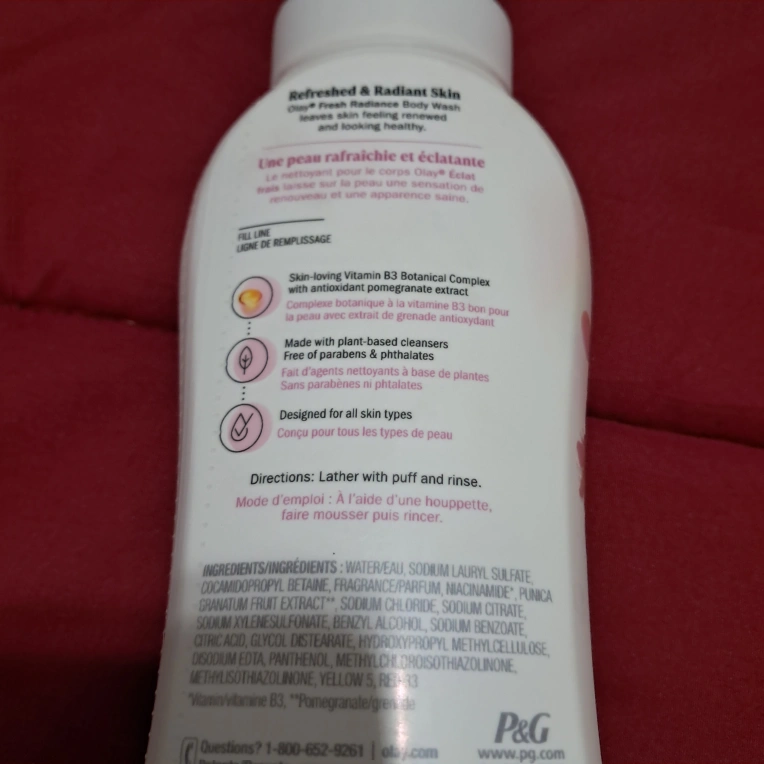 Refreshed & Radiant Skin
Olay® Fresh Radiance Body Wash
leaves skin feeling renewed
and looking healthy.
Une peau rafraîchie et éclatante
Le nettoyant pour le corps Olay® Éclat
frais laisse sur la peau une sensation de
renouveau et une apparence saine.
FILL LINE
LIGNE DE REMPLISSAGE
Skin-loving Vitamin B3 Botanical Complex
with antioxidant pomegranate extract
Complexe botanique à la vitamine B3 bon pour
la peau avec extrait de grenade antioxydant
Made with plant-based cleansers
Free of parabens & phthalates
Fait d'agents nettoyants à base de plantes
Sans parabènes ni phtalates
Designed for all skin types
Conçu pour tous les types de peau
Directions: Lather with puff and rinse.
Mode d'emploi : À l'aide d'une houppette,
faire mousser puis rincer.
INGREDIENTS/INGRÉDIENTS : WATER/EAU, SODIUM LAURYL SULFATE,
COCAMIDOPROPYL BETAINE, FRAGRANCE/PARFUM, NIACINAMIDE*, PUNICA
GRANATUM FRUIT EXTRACT**, SODIUM CHLORIDE, SODIUM CITRATE,
SODIUM XYLENESULFONATE, BENZYL ALCOHOL, SODIUM BENZOATE,
CITRIC ACID, GLYCOL DISTEARATE, HYDROXYPROPYL METHYLCELLULOSE,
DISODIUM EDTA, PANTHENOL, METHYLCHLOROISOTHIAZOLINONE,
METHYLISOTHIAZOLINONE, YELLOW 5, RED 33
*Vitamin/vitamine B3, **Pomegranate/grenade
P&G
Questions? 1-800-652-9261 | olay.com
www.pg.com